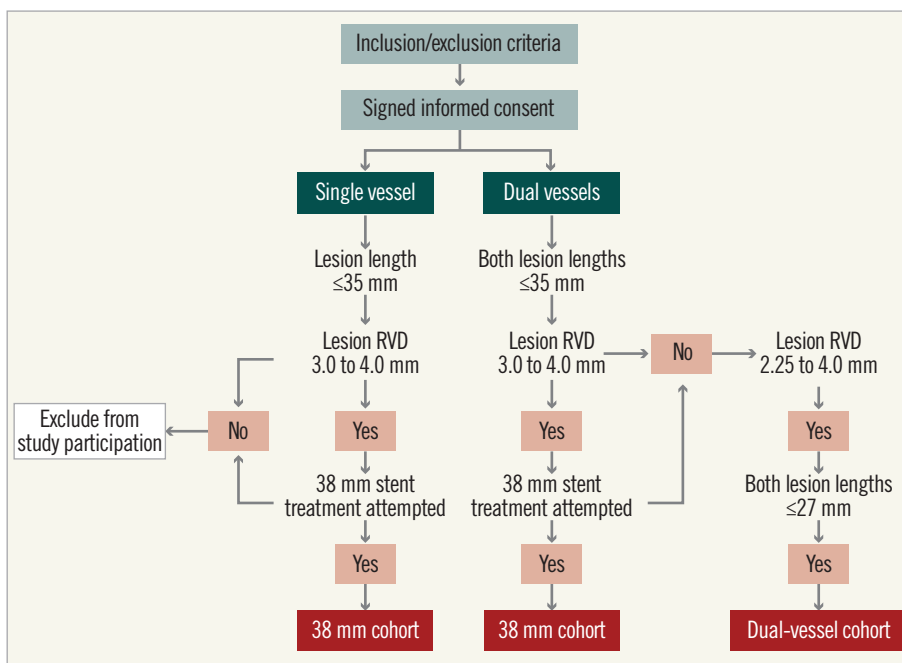 Inclusion/exclusion criteria
Signed informed consent
Single vessel
Dual vessels
Lesion length
≤35 mm
Both lesion lengths
≤35 mm
Lesion RVD
3.0 to 4.0 mm
Lesion RVD
3.0 to 4.0 mm
No
Lesion RVD
2.25 to 4.0 mm
Exclude from
study participation
No
Yes
Yes
Yes
38 mm stent
treatment attempted
38 mm stent
treatment attempted
Both lesion lengths
≤27 mm
Yes
Yes
Yes
38 mm cohort
38 mm cohort
Dual-vessel cohort